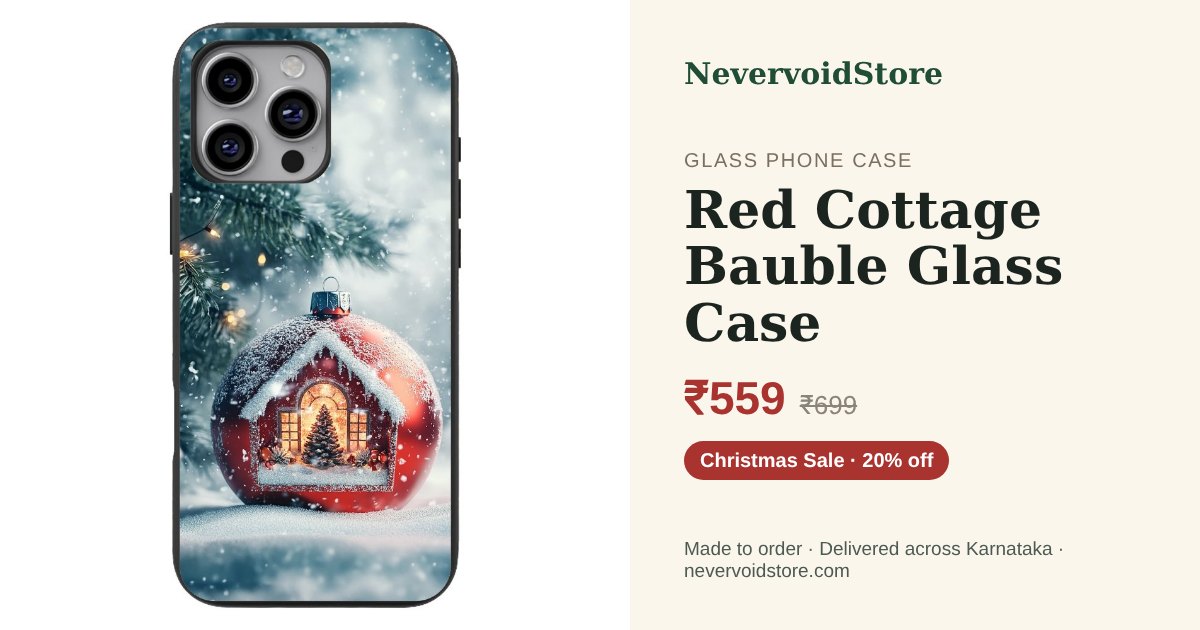 NevervoidStore
GLASS PHONE CASE
Red Cottage
Bauble Glass
Case
₹559 ₹699
Christmas Sale · 20% off
Made to order · Delivered across Karnataka ·
nevervoidstore.com